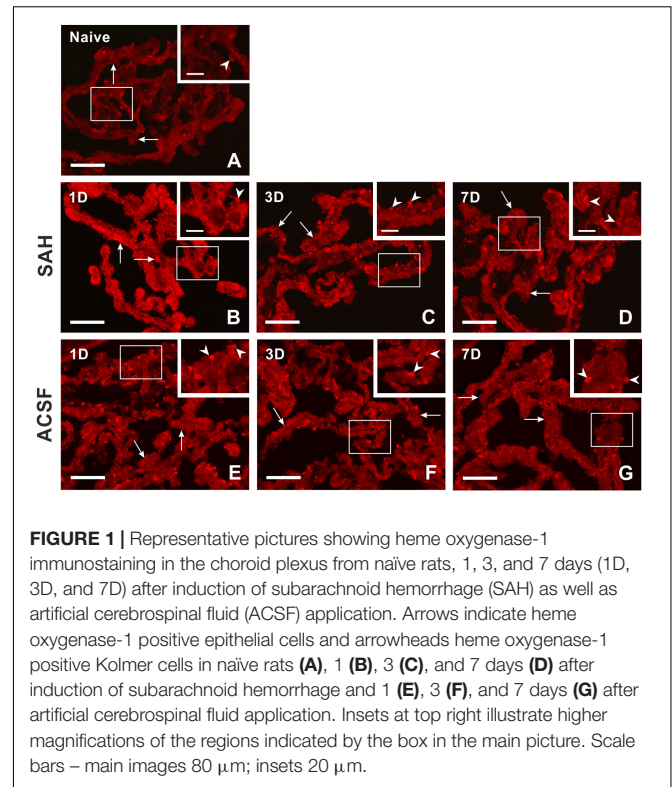 Naive
A
SAH
1D
B
3D
C
7D
D
ACSF
1D
E
3D
F
7D
G
FIGURE 1 | Representative pictures showing heme oxygenase-1
immunostaining in the choroid plexus from naïve rats, 1, 3, and 7 days (1D,
3D, and 7D) after induction of subarachnoid hemorrhage (SAH) as well as
artificial cerebrospinal fluid (ACSF) application. Arrows indicate heme
oxygenase-1 positive epithelial cells and arrowheads heme oxygenase-1
positive Kolmer cells in naïve rats (A), 1 (B), 3 (C), and 7 days (D) after
induction of subarachnoid hemorrhage and 1 (E), 3 (F), and 7 days (G) after
artificial cerebrospinal fluid application. Insets at top right illustrate higher
magnifications of the regions indicated by the box in the main picture. Scale
bars – main images 80 μm; insets 20 μm.